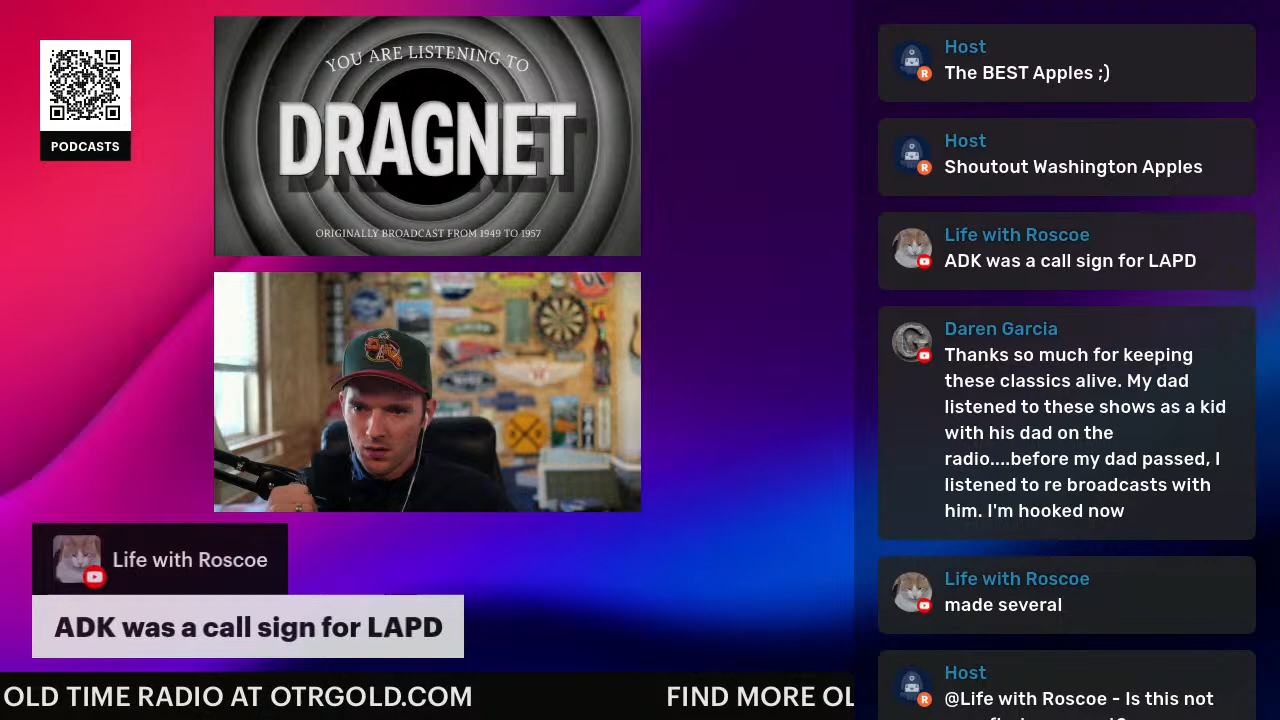 PODCASTS
YOU ARE LISTENING TO
DRAGNET
ORIGINALLY BROADCAST FROM 1949 TO 1957
Life with Roscoe
ADK was a call sign for LAPD
OLD TIME RADIO AT OTRGOLD.COM
FIND MORE OL
Host
The BEST Apples ;)
Host
Shoutout Washington Apples
Life with Roscoe
ADK was a call sign for LAPD
Daren Garcia
Thanks so much for keeping
these classics alive. My dad
listened to these shows as a kid
with his dad on the
radio....before my dad passed, I
listened to re broadcasts with
him. I'm hooked now
Life with Roscoe
made several
Host
@Life with Roscoe - Is this not